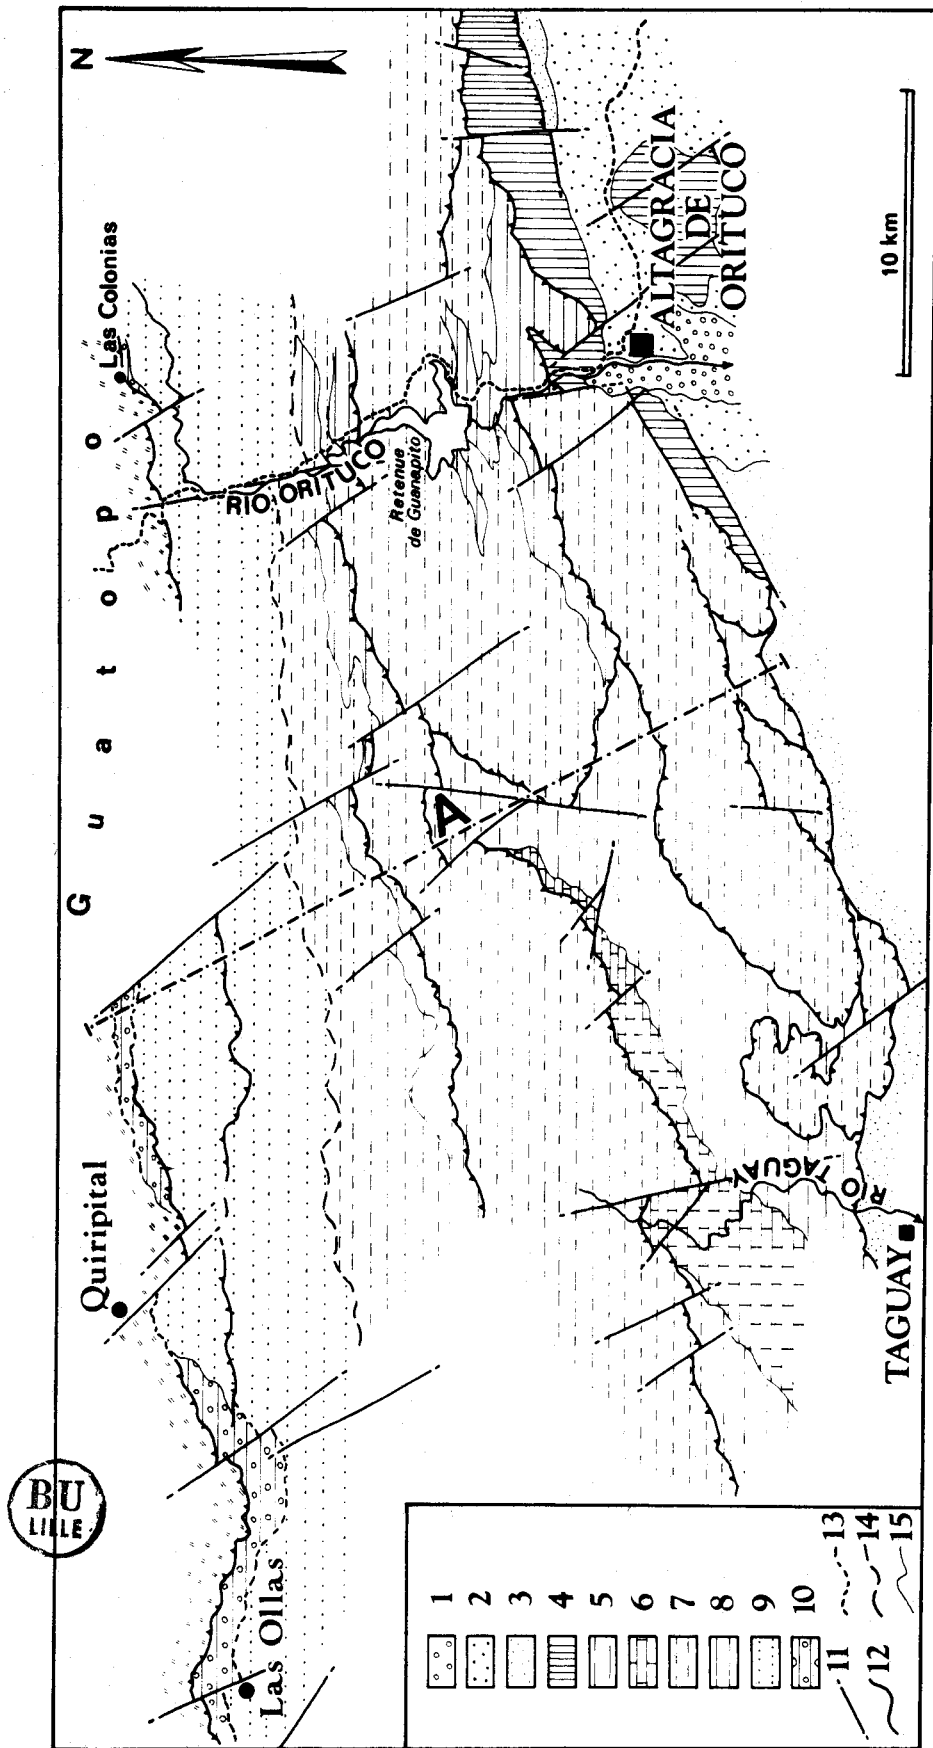 N
Guatopo
Las Colonias
Quiripital
RIO ORITUCO
Retenue
de Guanapito
ALTAGRACIA
DE
ORITUCO
10 km
A
Las Ollas
RIO TAGUAY
TAGUAY
BU
LILLE
1
2
3
4
5
6
7
8
9
10
11
12
13
14
15